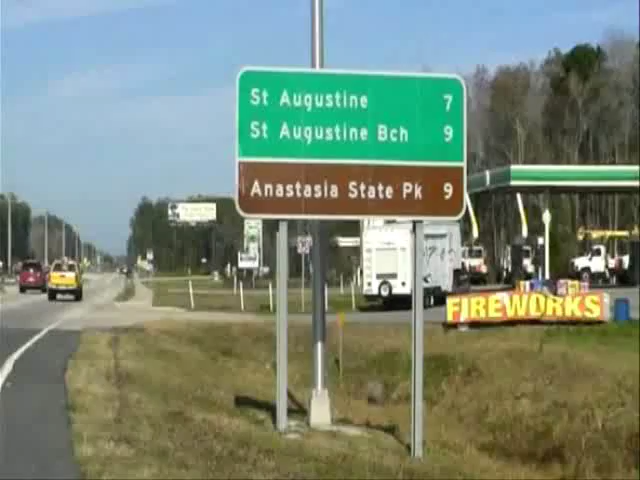 St Augustine 7
St Augustine Bch 9
Anastasia State Pk 9
FIREWORKS